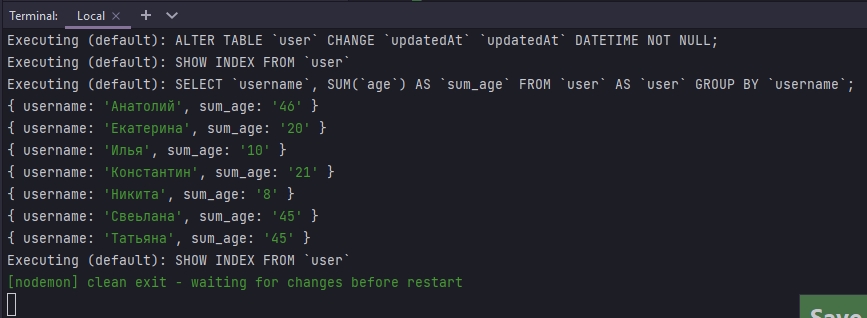 Terminal: Local × + ∨
Executing (default): ALTER TABLE `user` CHANGE `updatedAt` `updatedAt` DATETIME NOT NULL;
Executing (default): SHOW INDEX FROM `user`
Executing (default): SELECT `username`, SUM(`age`) AS `sum_age` FROM `user` AS `user` GROUP BY `username`;
{ username: 'Анатолий', sum_age: '46' }
{ username: 'Екатерина', sum_age: '20' }
{ username: 'Илья', sum_age: '10' }
{ username: 'Константин', sum_age: '21' }
{ username: 'Никита', sum_age: '8' }
{ username: 'Свеьлана', sum_age: '45' }
{ username: 'Татьяна', sum_age: '45' }
Executing (default): SHOW INDEX FROM `user`
[nodemon] clean exit - waiting for changes before restart
Save